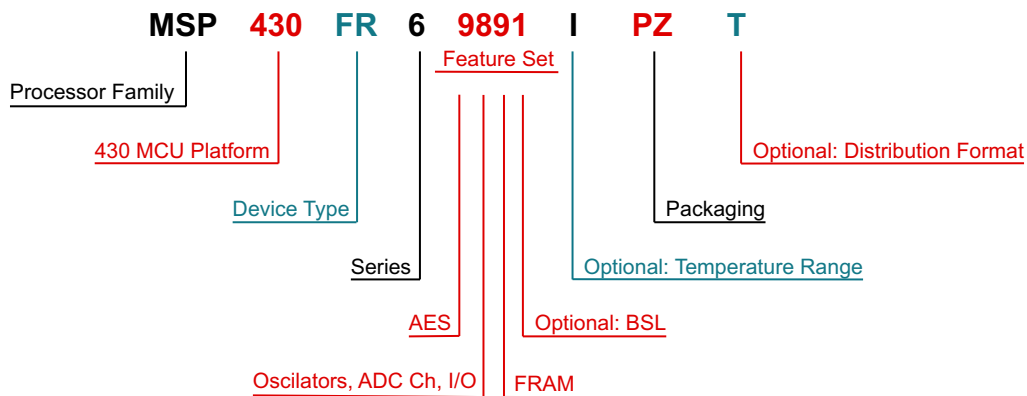 MSP 430 FR 6 9891 I PZ T
Feature Set
Processor Family
430 MCU Platform
Optional: Distribution Format
Device Type
Packaging
Series
Optional: Temperature Range
AES
Optional: BSL
Oscilators, ADC Ch, I/O
FRAM